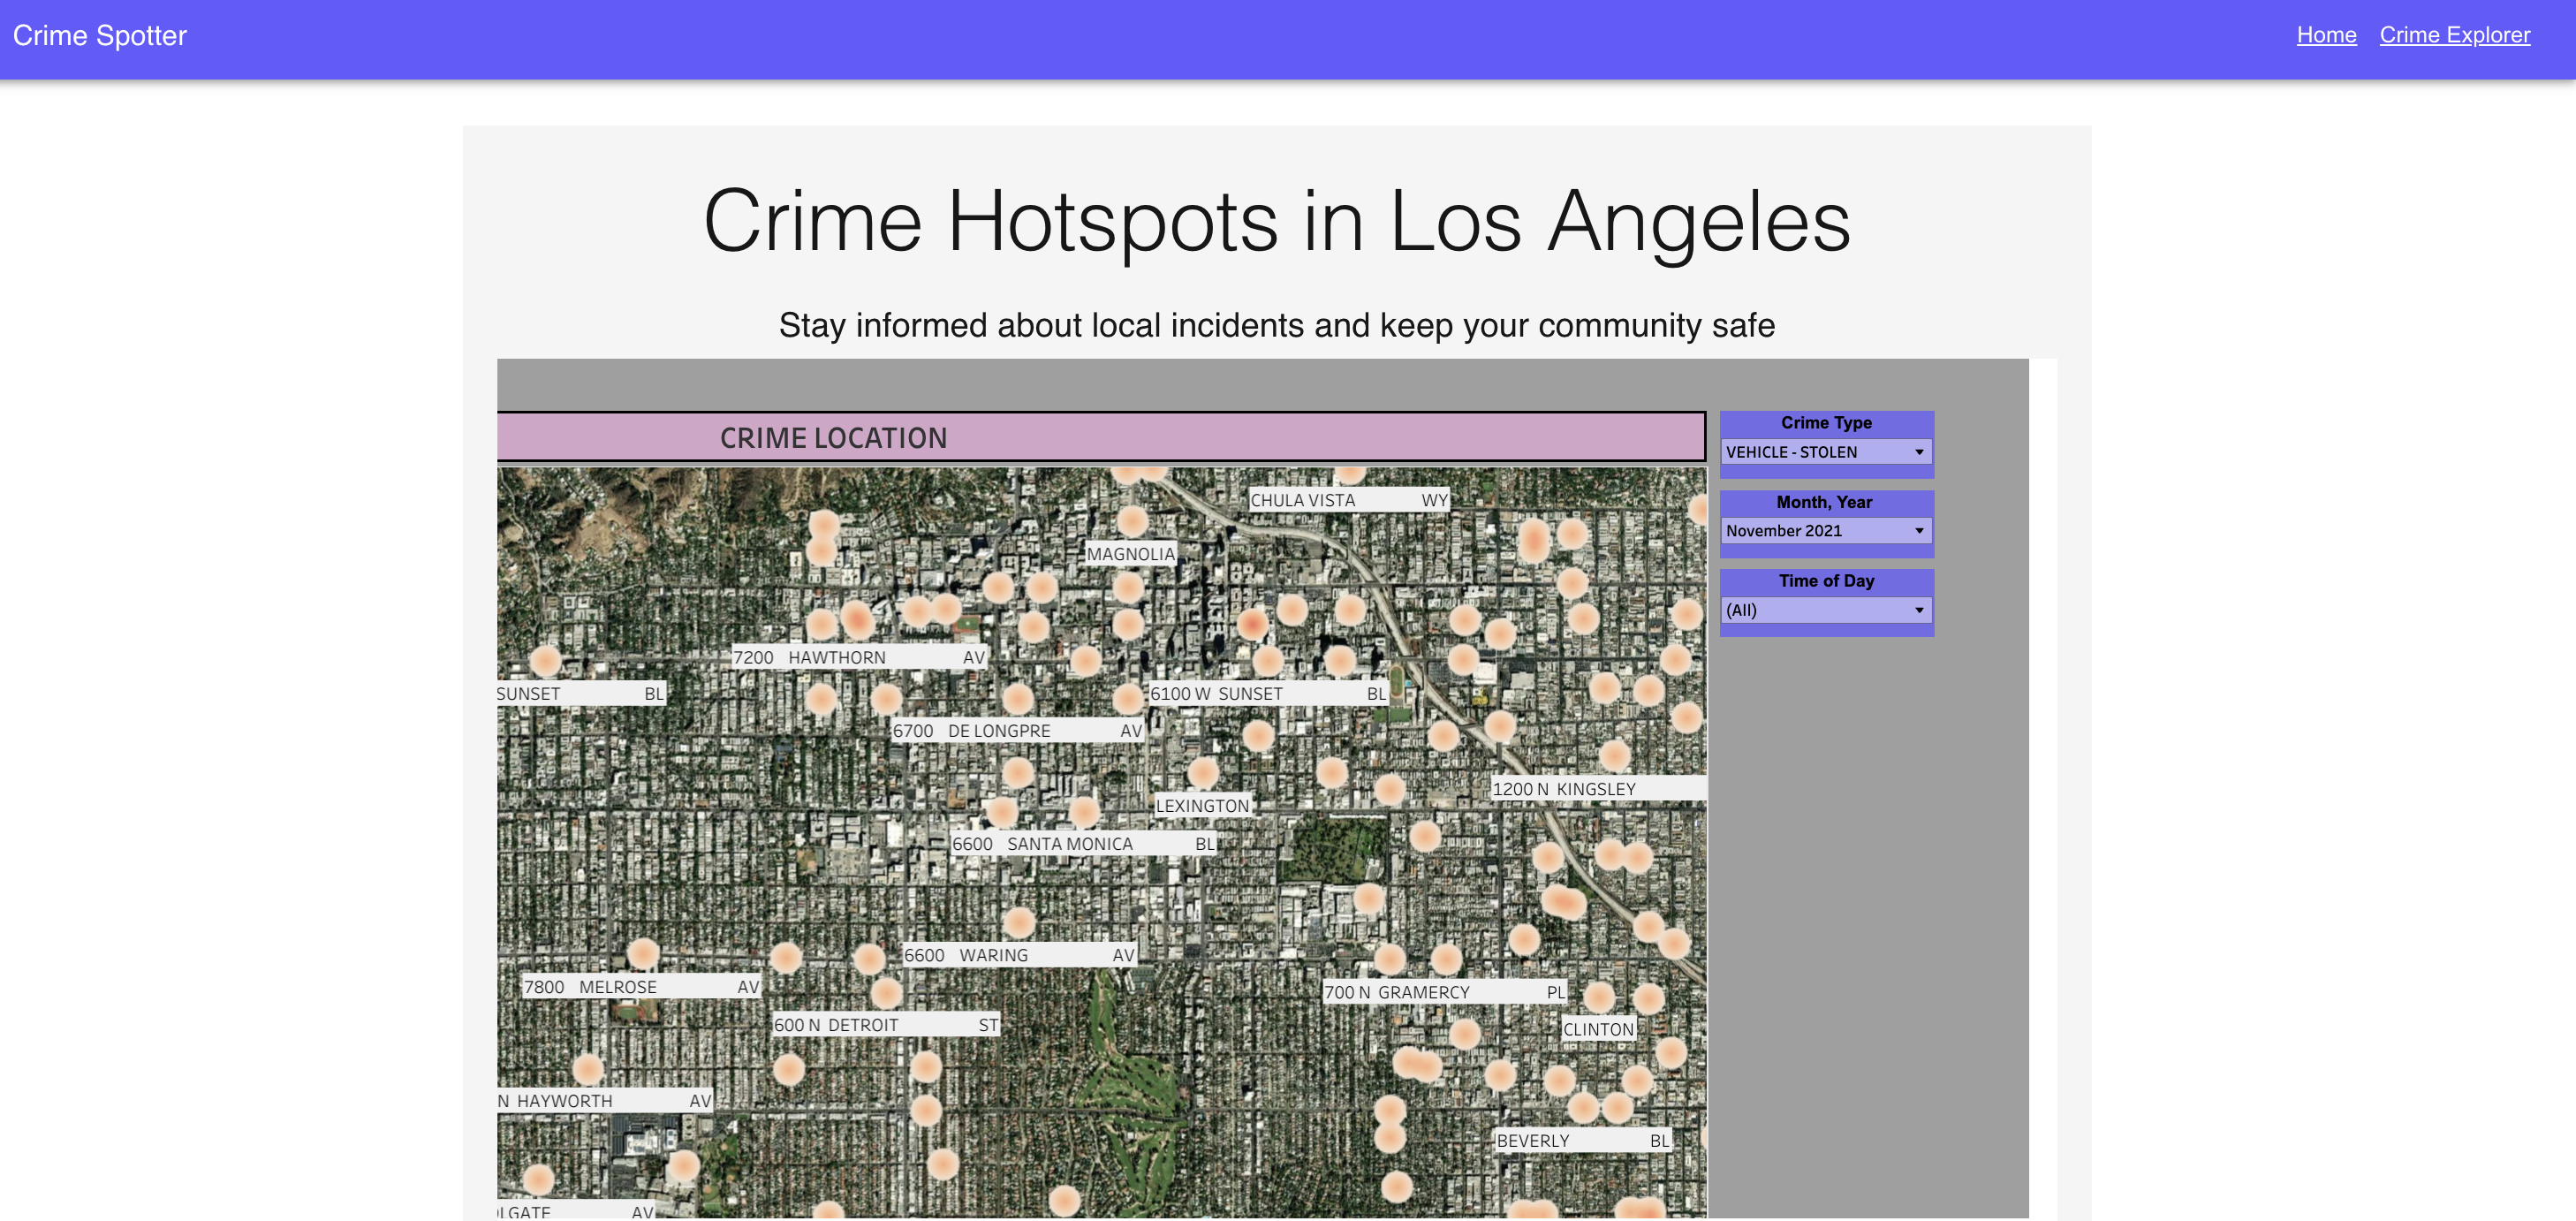 Crime Spotter
Home
Crime Explorer
Crime Hotspots in Los Angeles
Stay informed about local incidents and keep your community safe
CRIME LOCATION
Crime Type
VEHICLE - STOLEN
Month, Year
November 2021
Time of Day
(All)
CHULA VISTA WY
MAGNOLIA
7200 HAWTHORN AV
SUNSET BL
6100 W SUNSET BL
6700 DE LONGPRE AV
1200 N KINGSLEY
LEXINGTON
6600 SANTA MONICA BL
6600 WARING AV
7800 MELROSE AV
700 N GRAMERCY PL
600 N DETROIT ST
CLINTON
N HAYWORTH AV
BEVERLY BL
AV